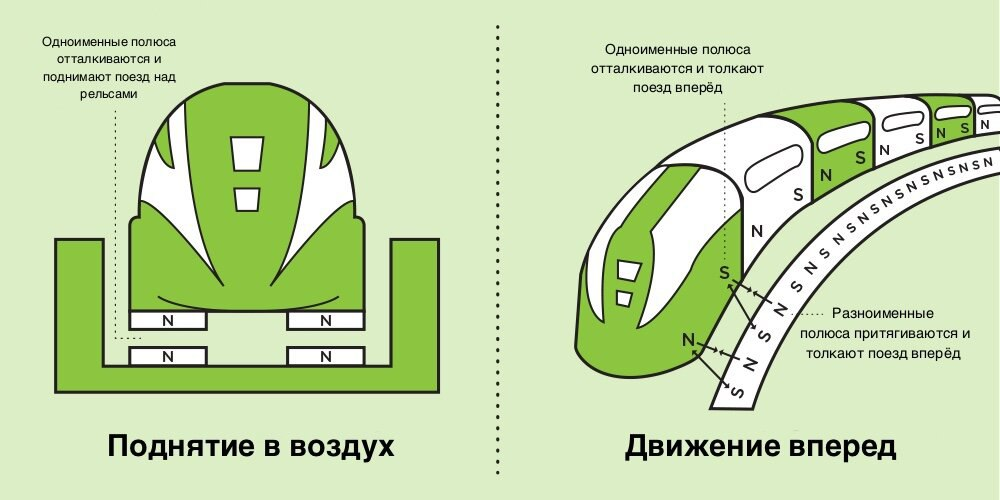 Одноименные полюса
отталкиваются и
поднимают поезд над
рельсами
N
N
N
N
Поднятие в воздух
Одноименные полюса
отталкиваются и толкают
поезд вперёд
N
S
N
S
N
S
N
S
N
S
N
S
N
S
N
S
N
S
N
S
N
S
N
S
N
S
N
S
N
S
N
Разноименные
полюса притягиваются и
толкают поезд вперёд
Движение вперед